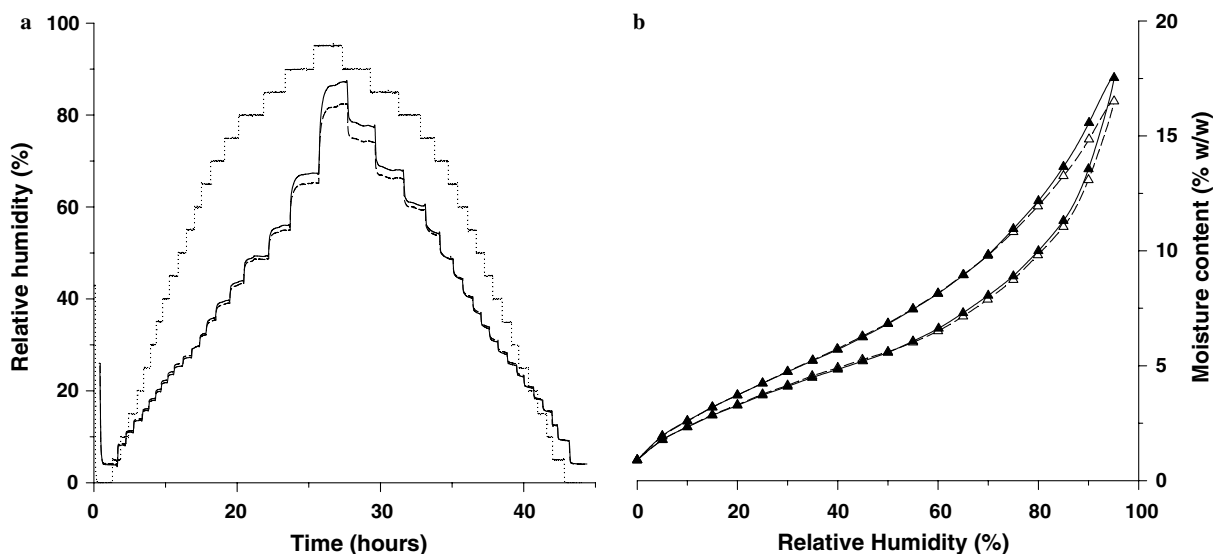 a
100
80
60
40
20
0
Relative humidity (%)
0 20 30 40
Time (hours)
b
20
15
10
5
0
Moisture content (% w/w)
0 20 40 60 80 100
Relative Humidity (%)